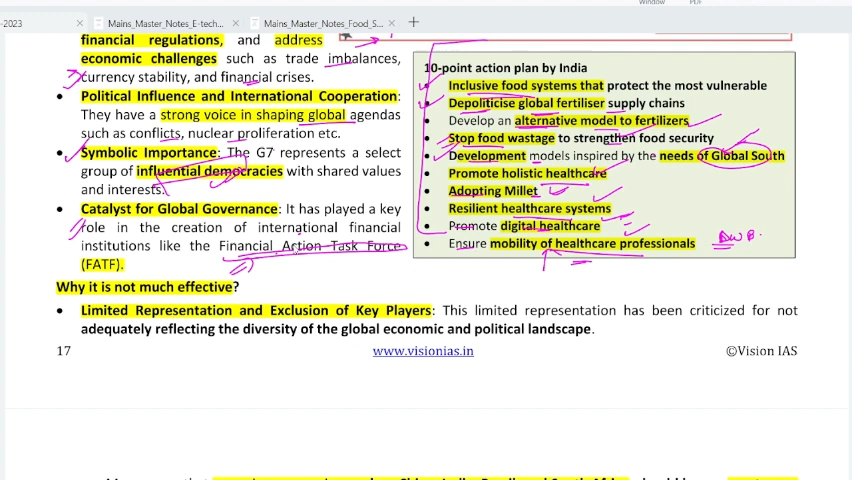 Window
PDF
-2023
Mains_Master_Notes_E-tech...
Mains_Master_Notes_Food_S...
financial regulations, and address
economic challenges such as trade imbalances,
currency stability, and financial crises.
• Political Influence and International Cooperation:
They have a strong voice in shaping global agendas
such as conflicts, nuclear proliferation etc.
• Symbolic Importance: The G7 represents a select
group of influential democracies with shared values
and interests.
• Catalyst for Global Governance: It has played a key
role in the creation of international financial
institutions like the Financial Action Task Force
(FATF).
10-point action plan by India
• Inclusive food systems that protect the most vulnerable
• Depoliticise global fertiliser supply chains
• Develop an alternative model to fertilizers
• Stop food wastage to strengthen food security
• Development models inspired by the needs of Global South
• Promote holistic healthcare
• Adopting Millet
• Resilient healthcare systems
• Promote digital healthcare
• Ensure mobility of healthcare professionals
Why it is not much effective?
• Limited Representation and Exclusion of Key Players: This limited representation has been criticized for not
adequately reflecting the diversity of the global economic and political landscape.
17
www.visionias.in
©Vision IAS